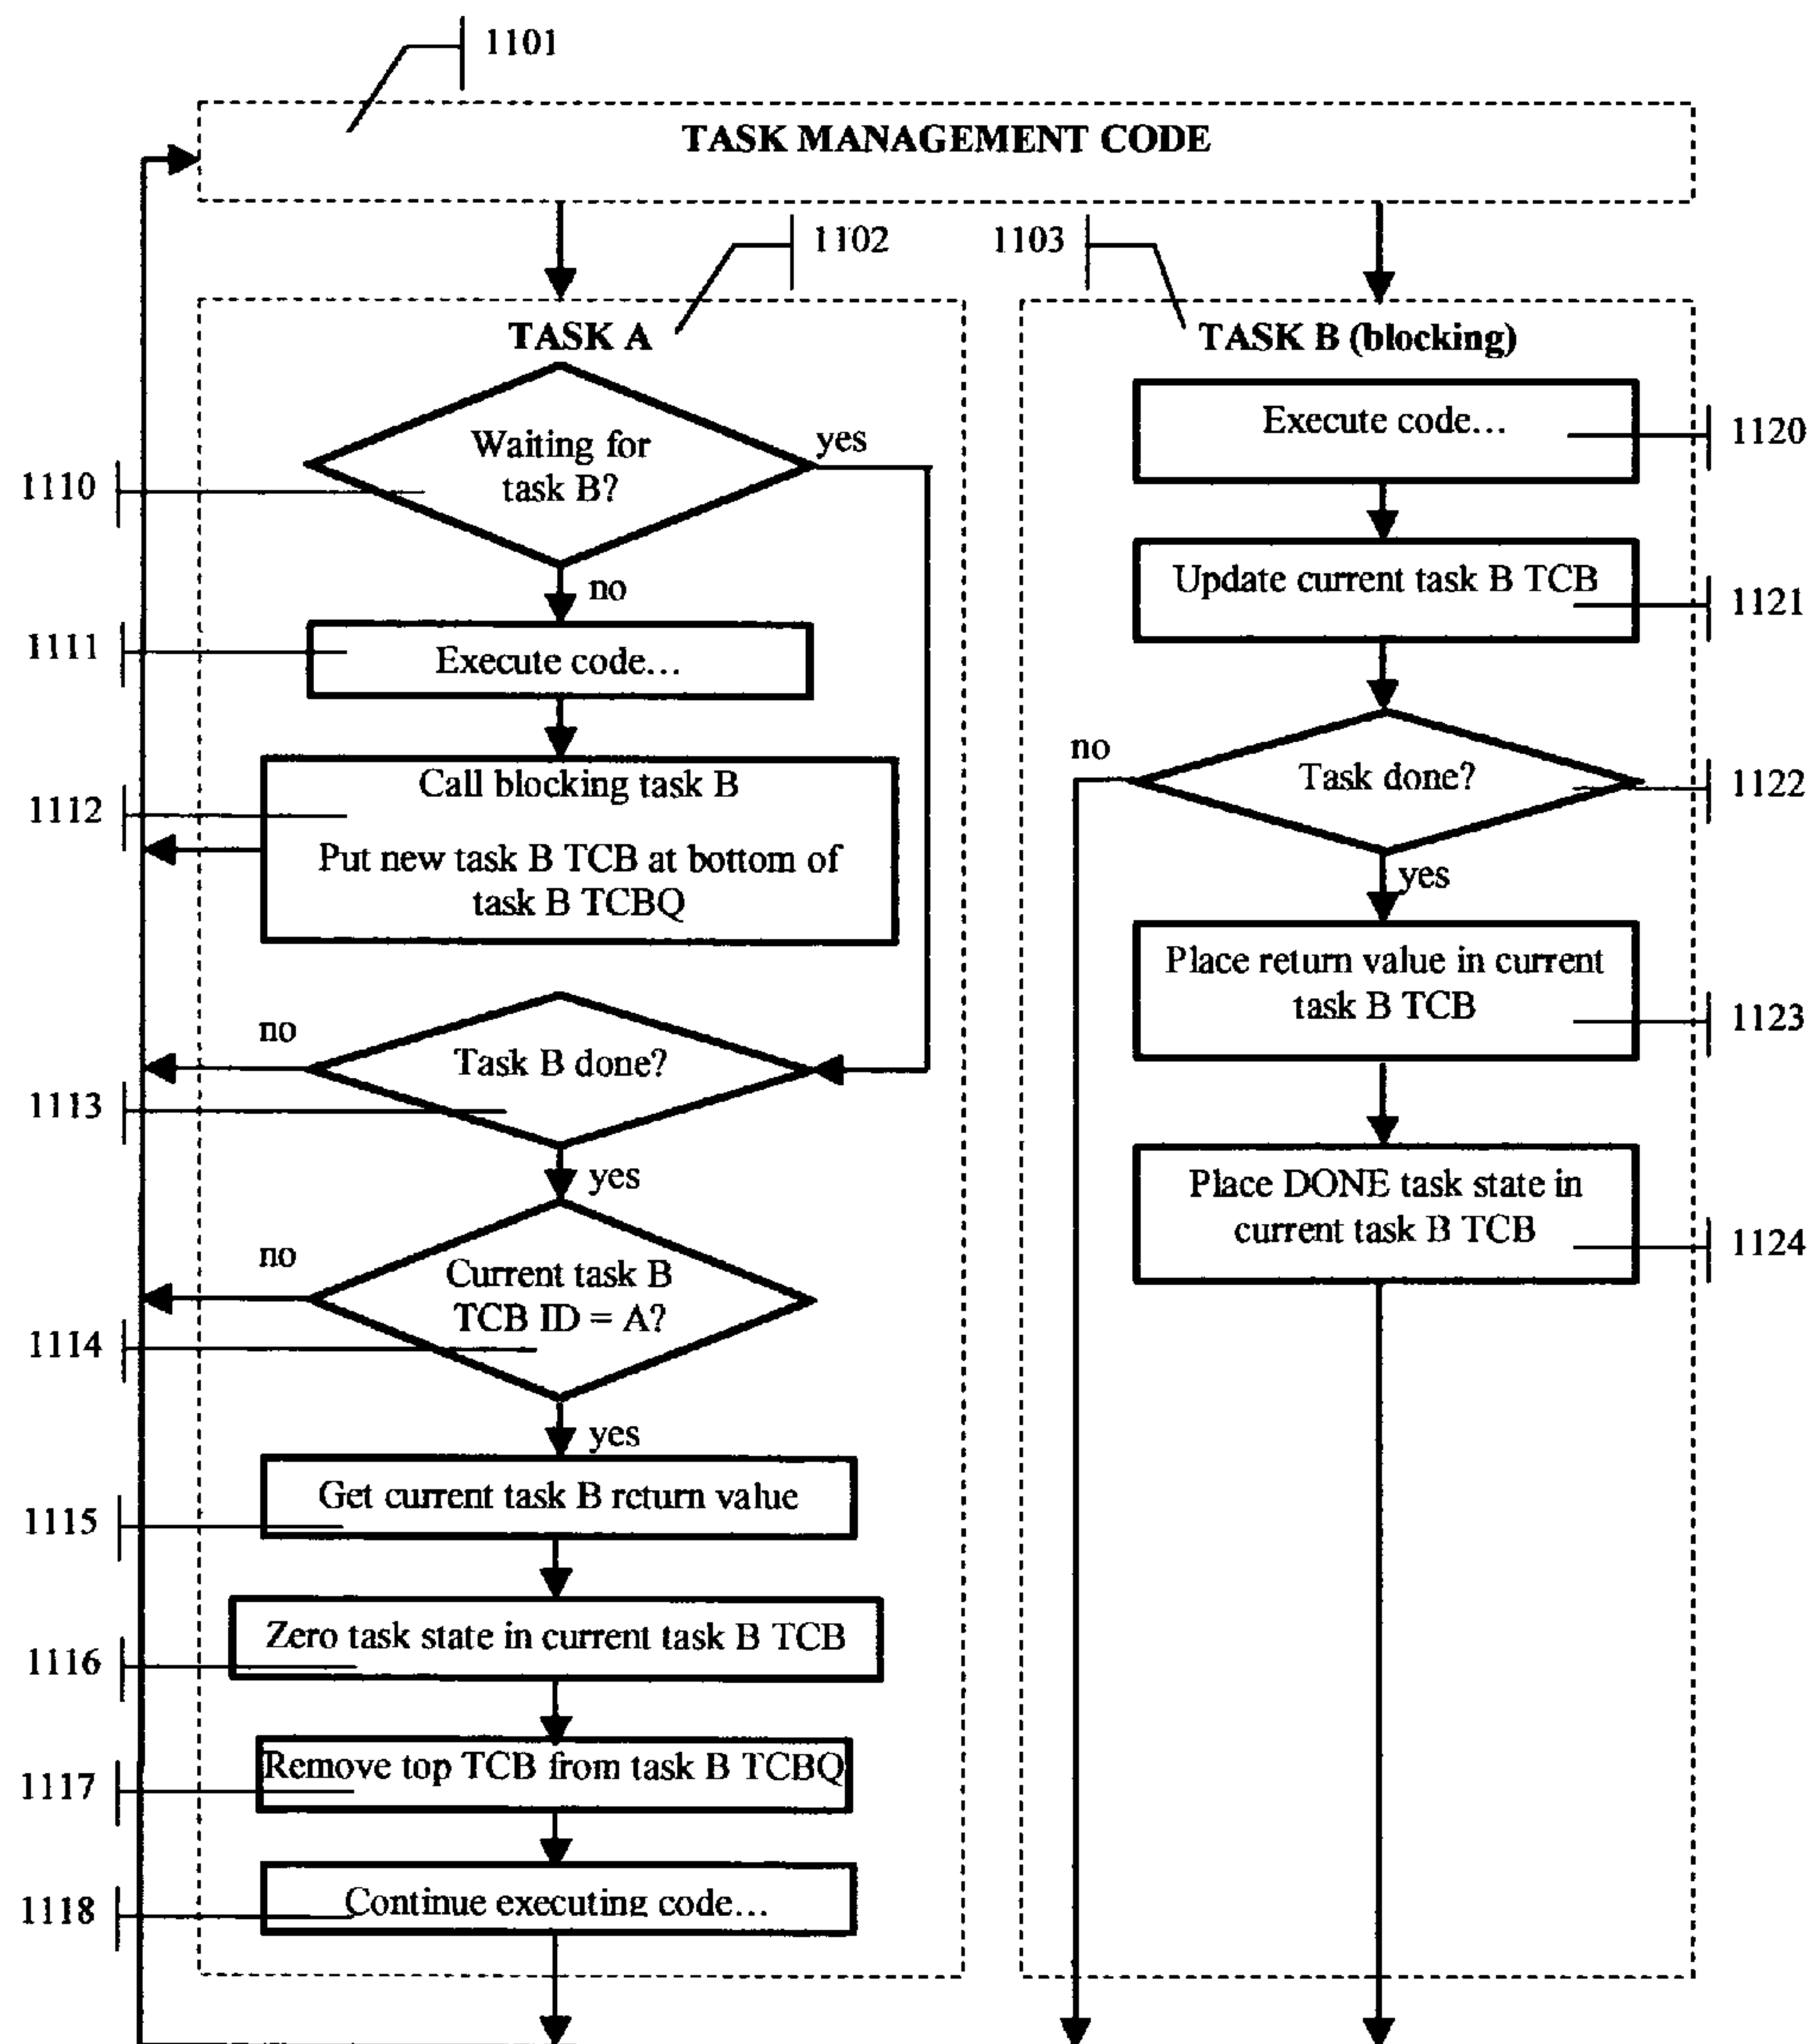 1101
TASK MANAGEMENT CODE
1102
1103
TASK A
Waiting for
task B?
yes
1110
no
1111
Execute code...
1112
Call blocking task B
Put new task B TCB at bottom of
task B TCBQ
no
Task B done?
1113
yes
no
Current task B
TCB ID = A?
1114
yes
Get current task B return value
1115
Zero task state in current task B TCB
1116
Remove top TCB from task B TCBQ
1117
Continue executing code...
1118
TASK B (blocking)
Execute code...
1120
Update current task B TCB
1121
no
Task done?
1122
yes
Place return value in current
task B TCB
1123
Place DONE task state in
current task B TCB
1124